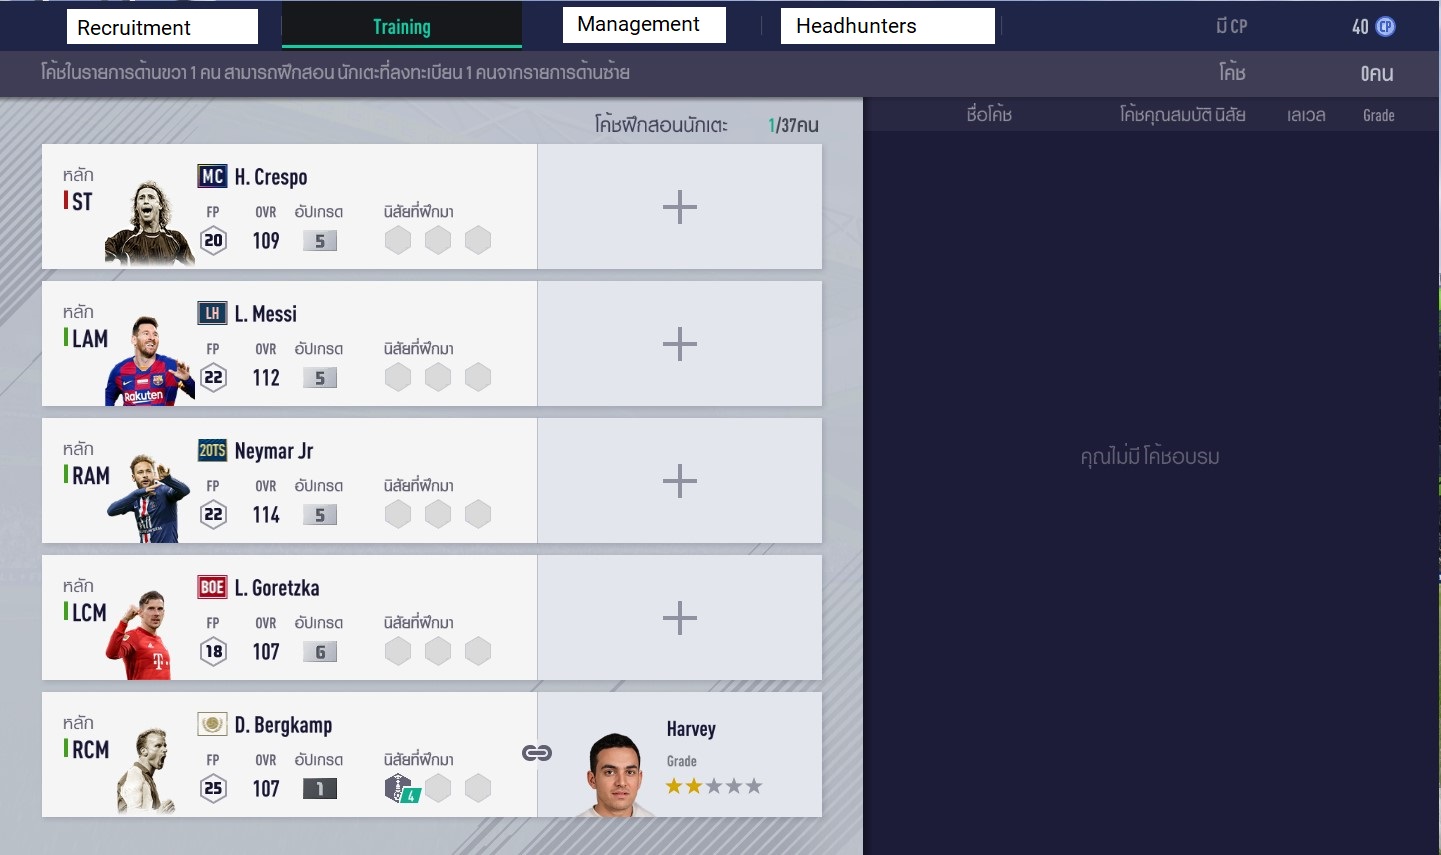 Recruitment Training Management Headhunters มี CP 40 CP
โค้ชในรายการด้านขวา 1 คน สามารถฝึกสอน นักเตะที่ลงทะเบียน 1 คนจากรายการด้านซ้าย โค้ช 0คน
โค้ชฝึกสอนนักเตะ 1/37คน
ชื่อโค้ช โค้ชคุณสมบัติ นิสัย เลเวล Grade
หลัก MC H. Crespo
ST
FP OVR อัปเกรด นิสัยที่ฝึกมา
20 109 5
หลัก LH L. Messi
LAM
FP OVR อัปเกรด นิสัยที่ฝึกมา
22 112 5
Rakuten
หลัก 20TS Neymar Jr
RAM
FP OVR อัปเกรด นิสัยที่ฝึกมา
22 114 5
คุณไม่มี โค้ชอบรม
หลัก BOE L. Goretzka
LCM
FP OVR อัปเกรด นิสัยที่ฝึกมา
18 107 6
T
หลัก D. Bergkamp
RCM
FP OVR อัปเกรด นิสัยที่ฝึกมา
25 107 1 4
Harvey
Grade